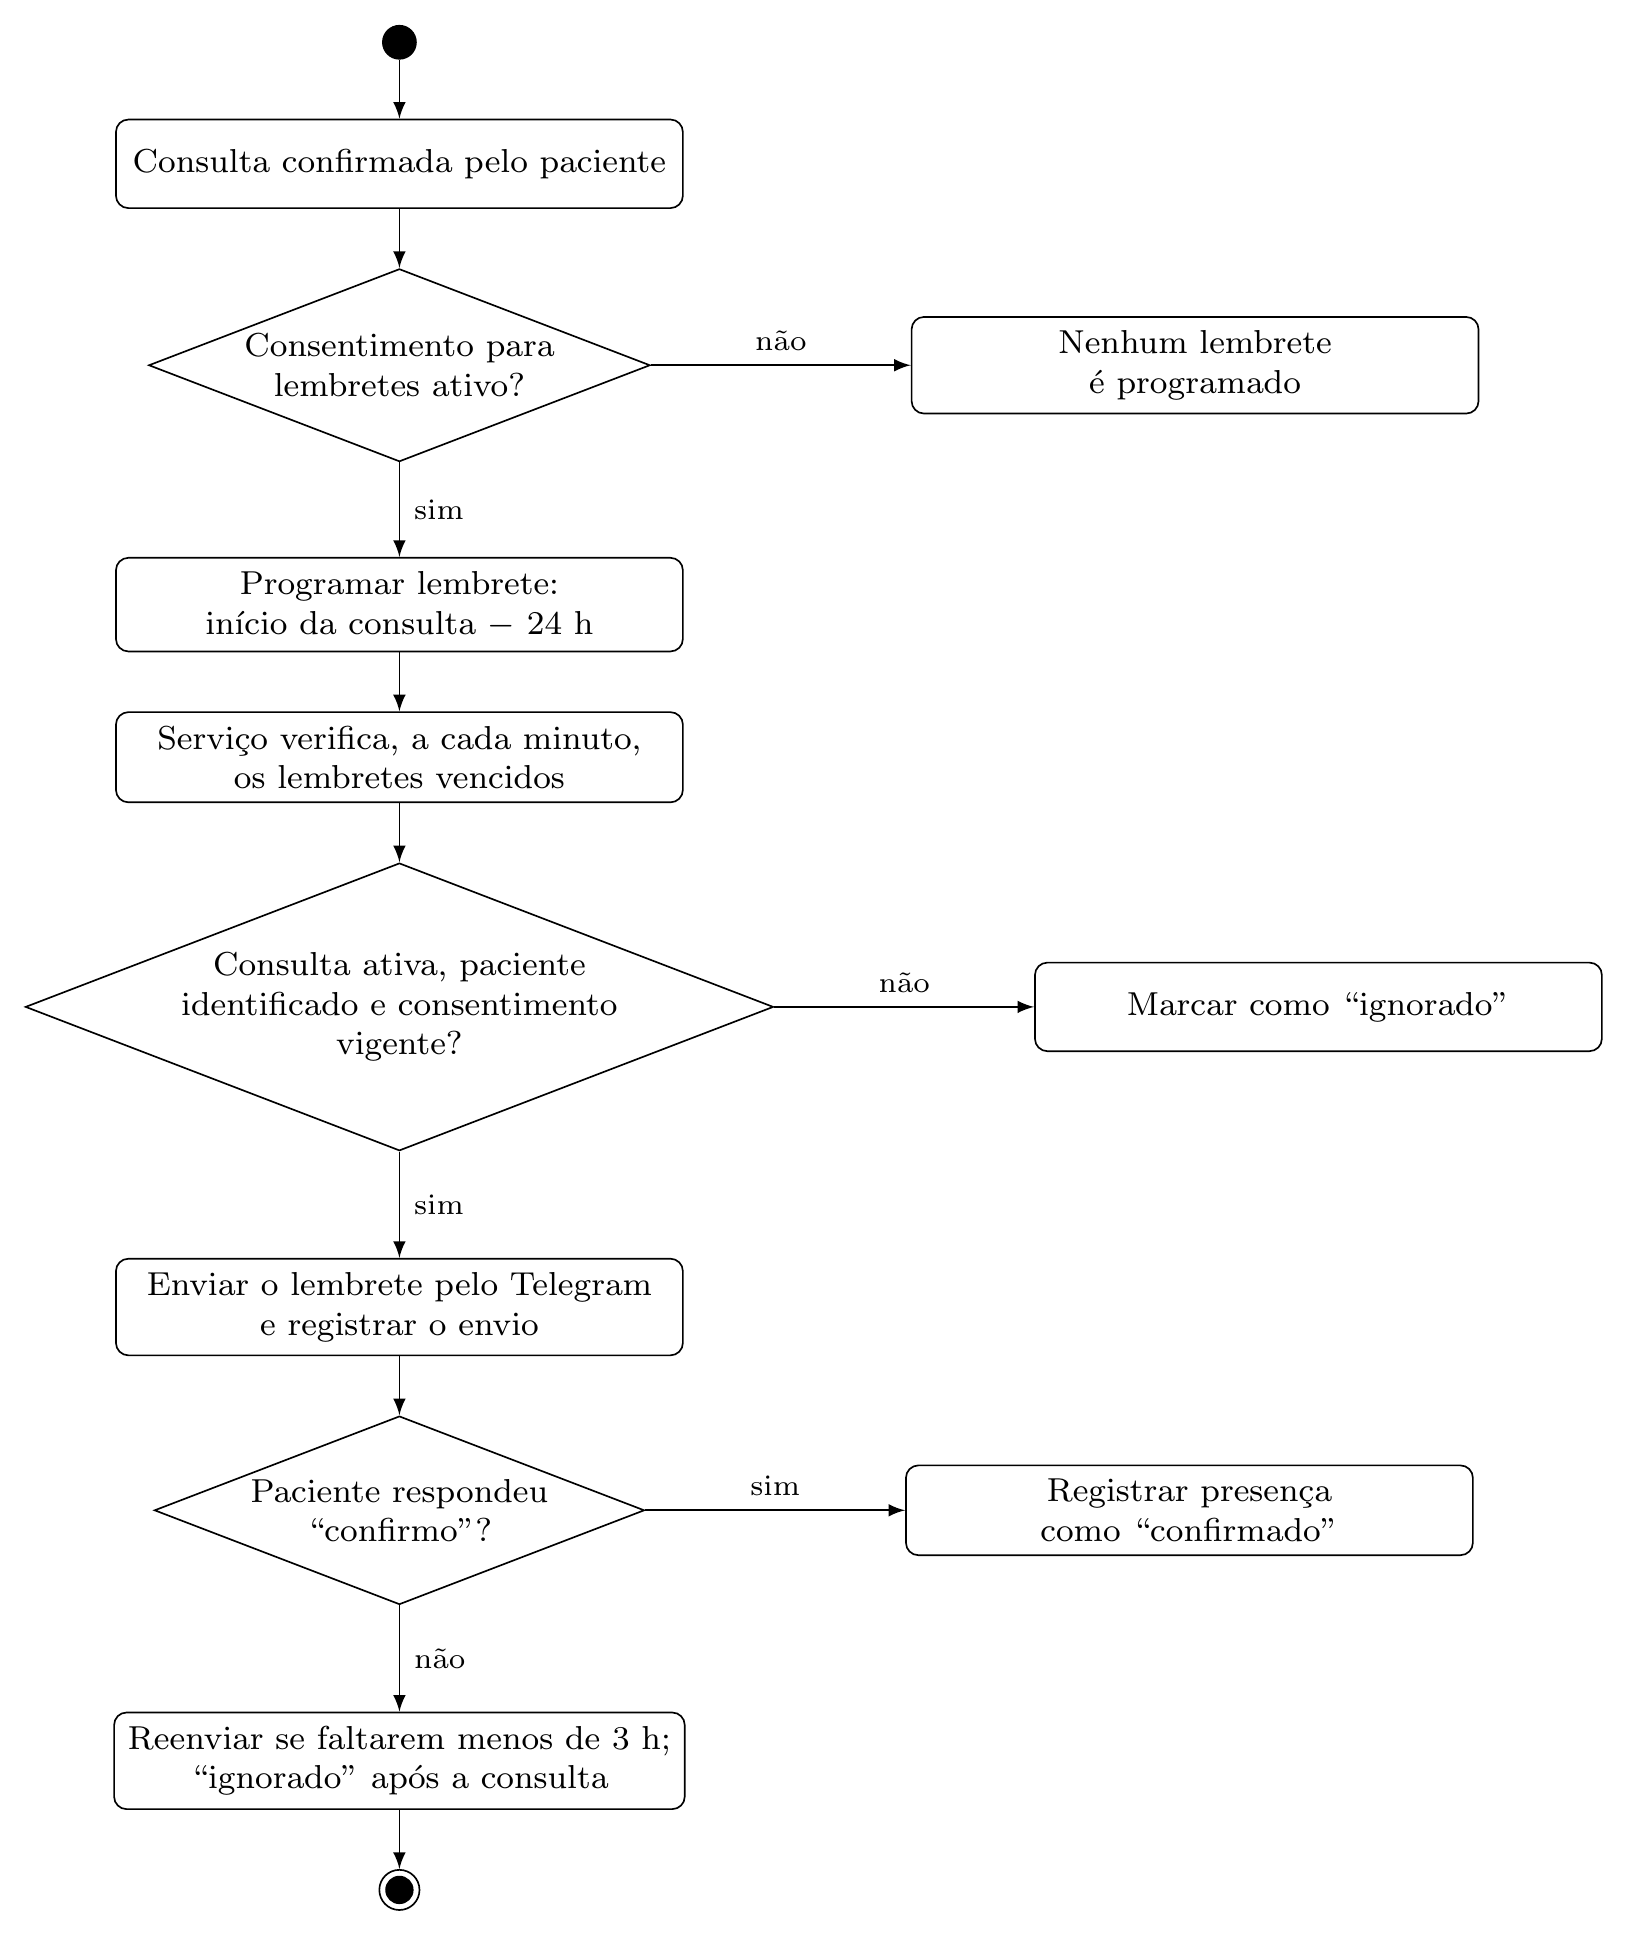 Consulta confirmada pelo paciente
Consentimento para
lembretes ativo?
não
Nenhum lembrete
é programado
sim
Programar lembrete:
início da consulta − 24 h
Serviço verifica, a cada minuto,
os lembretes vencidos
Consulta ativa, paciente
identificado e consentimento
vigente?
não
Marcar como “ignorado”
sim
Enviar o lembrete pelo Telegram
e registrar o envio
Paciente respondeu
“confirmo”?
sim
Registrar presença
como “confirmado”
não
Reenviar se faltarem menos de 3 h;
“ignorado” após a consulta